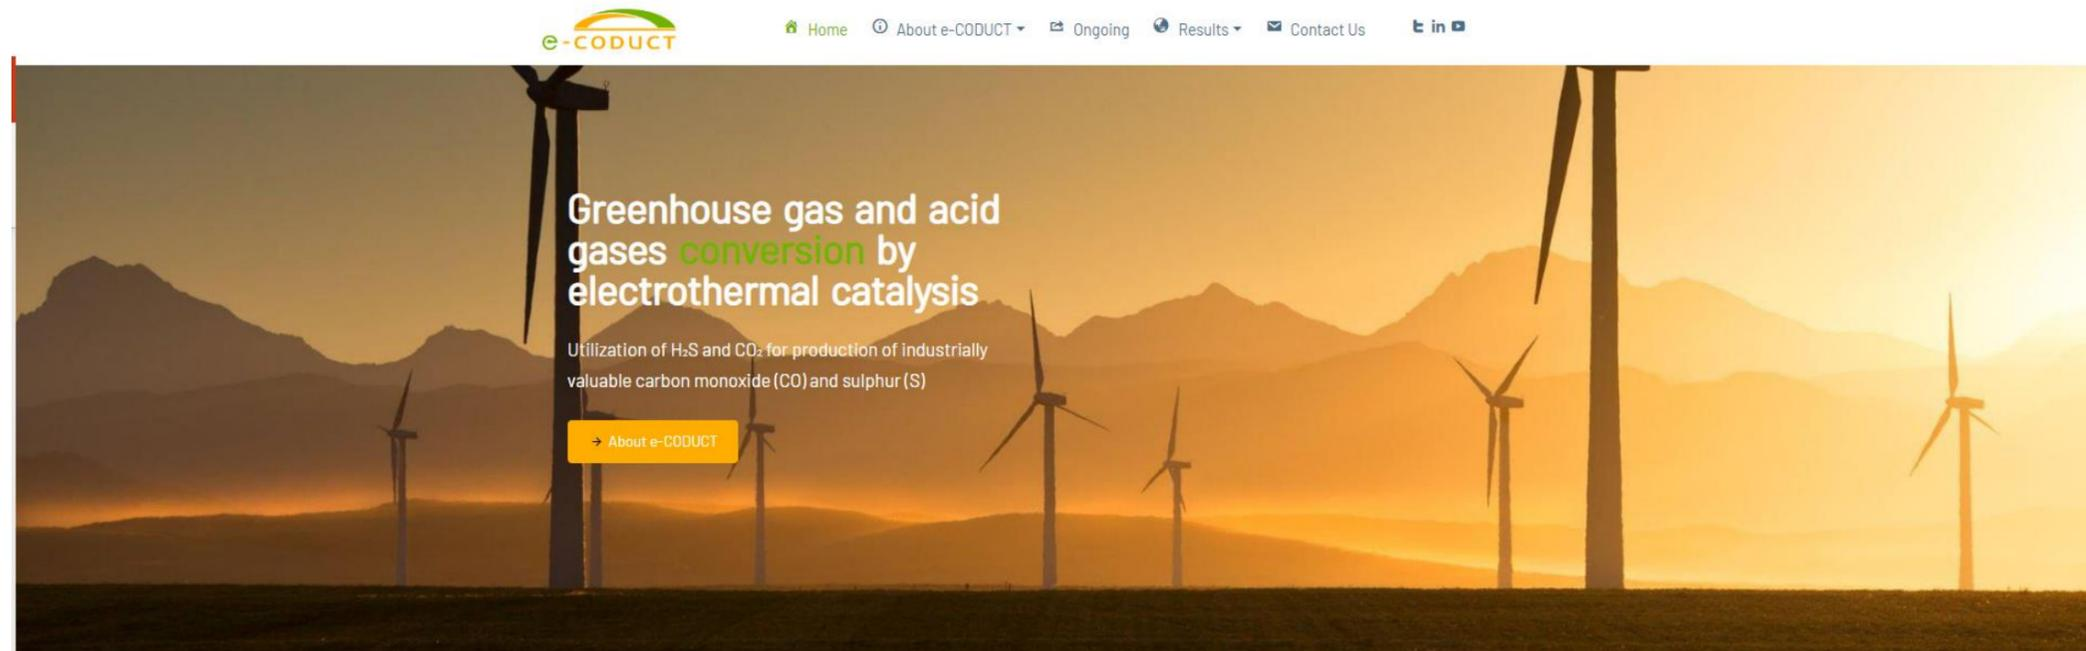 e-CODUCT
Home About e-CODUCT Ongoing Results Contact Us
Greenhouse gas and acid
gases conversion by
electrothermal catalysis
Utilization of H₂S and CO₂ for production of industrially
valuable carbon monoxide (CO) and sulphur (S)
→ About e-CODUCT